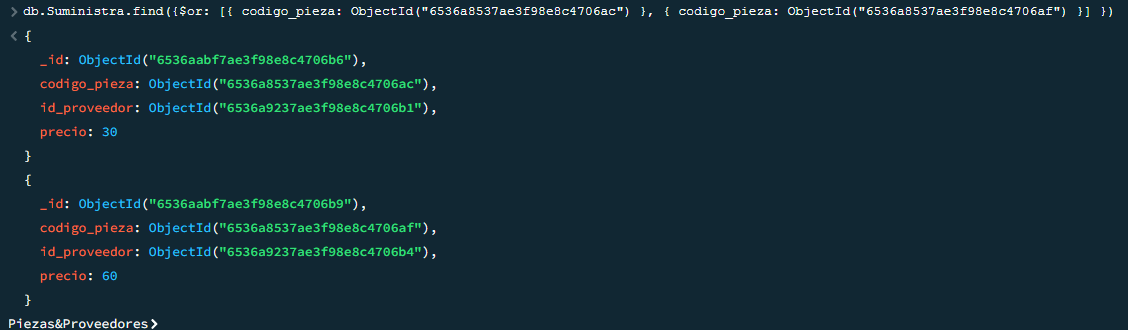 > db.Suministra.find({$or: [{ codigo_pieza: ObjectId("6536a8537ae3f98e8c4706ac") }, { codigo_pieza: ObjectId("6536a8537ae3f98e8c4706af") }] })
< {
_id: ObjectId("6536aabf7ae3f98e8c4706b6"),
codigo_pieza: ObjectId("6536a8537ae3f98e8c4706ac"),
id_proveedor: ObjectId("6536a9237ae3f98e8c4706b1"),
precio: 30
}
{
_id: ObjectId("6536aabf7ae3f98e8c4706b9"),
codigo_pieza: ObjectId("6536a8537ae3f98e8c4706af"),
id_proveedor: ObjectId("6536a9237ae3f98e8c4706b4"),
precio: 60
}
Piezas&Proveedores>